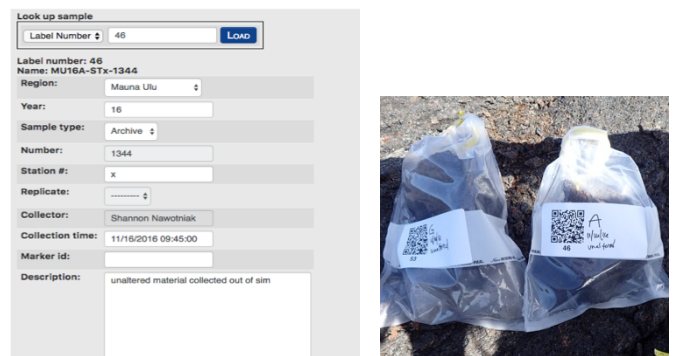 Look up sample
Label Number 46 LOAD
Label number: 46
Name: MU16A-STx-1344
Region: Mauna Ulu
Year: 16
Sample type: Archive
Number: 1344
Station #: x
Replicate: ---------
Collector: Shannon Nawotniak
Collection time: 11/16/2016 09:45:00
Marker id:
Description: unaltered material collected out of sim
G
A
46
Unaltered